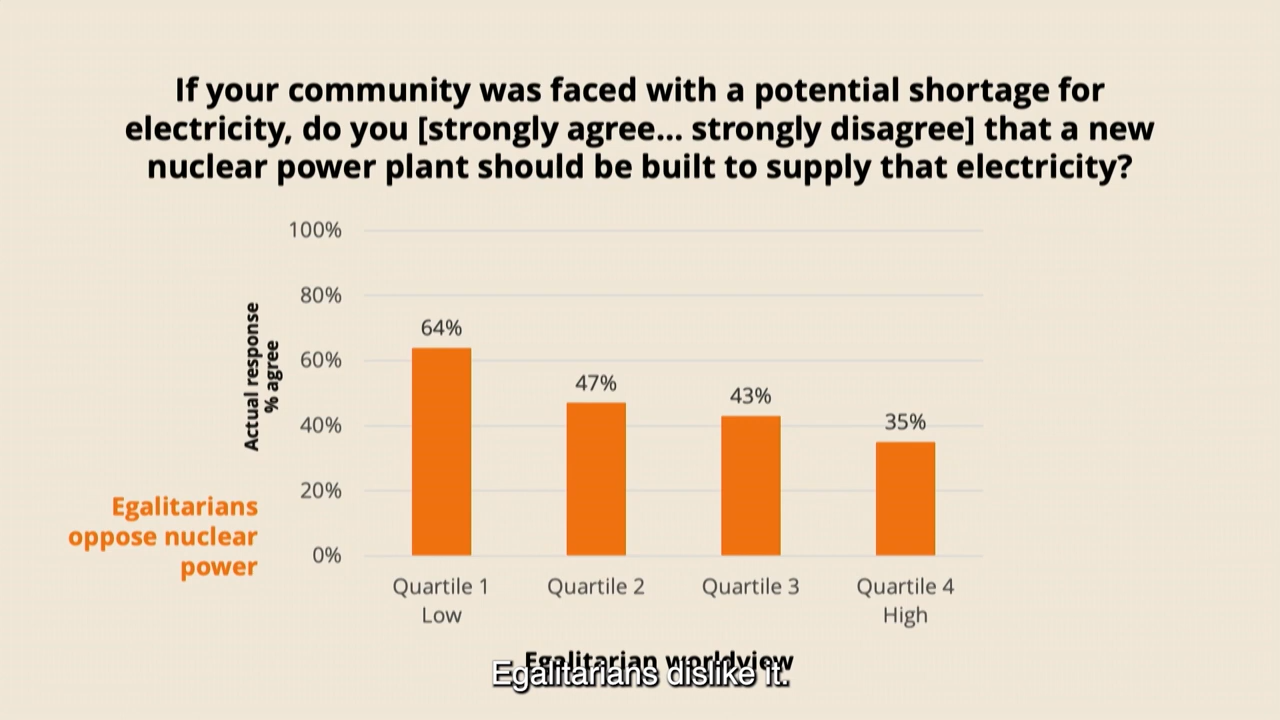 If your community was faced with a potential shortage for
electricity, do you [strongly agree... strongly disagree] that a new
nuclear power plant should be built to supply that electricity?
100%
80%
60%
40%
20%
0%
Actual response
% agree
64%
47%
43%
35%
Egalitarians
oppose nuclear
power
Quartile 1
Low
Quartile 2
Quartile 3
Quartile 4
High
Egalitarian worldview
Egalitarians dislike it.